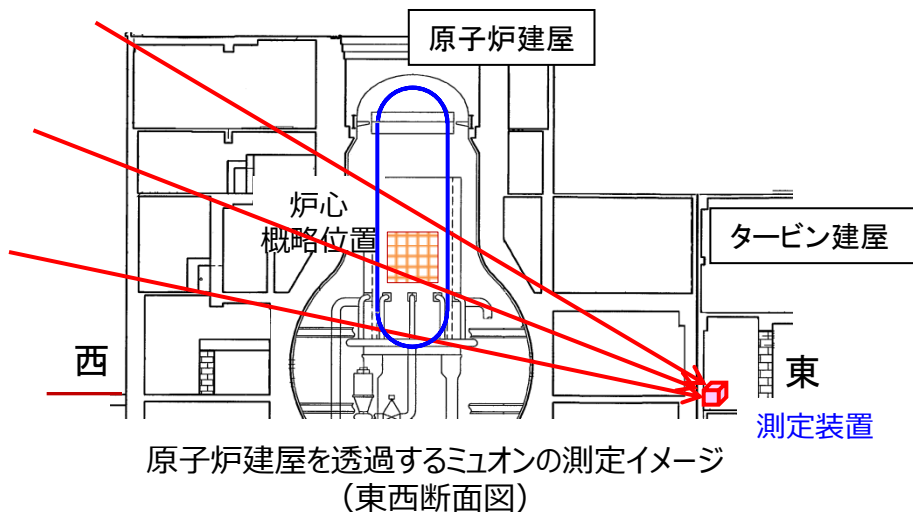 原子炉建屋
炉心
概略位置
タービン建屋
西
東
測定装置
原子炉建屋を透過するミュオンの測定イメージ
(東西断面図)